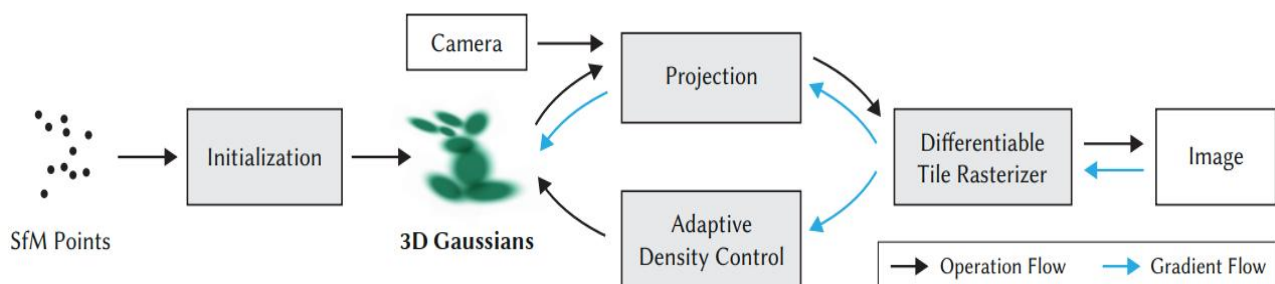 Camera
Projection
Initialization
Differentiable
Tile Rasterizer
Image
SfM Points
3D Gaussians
Adaptive
Density Control
Operation Flow
Gradient Flow